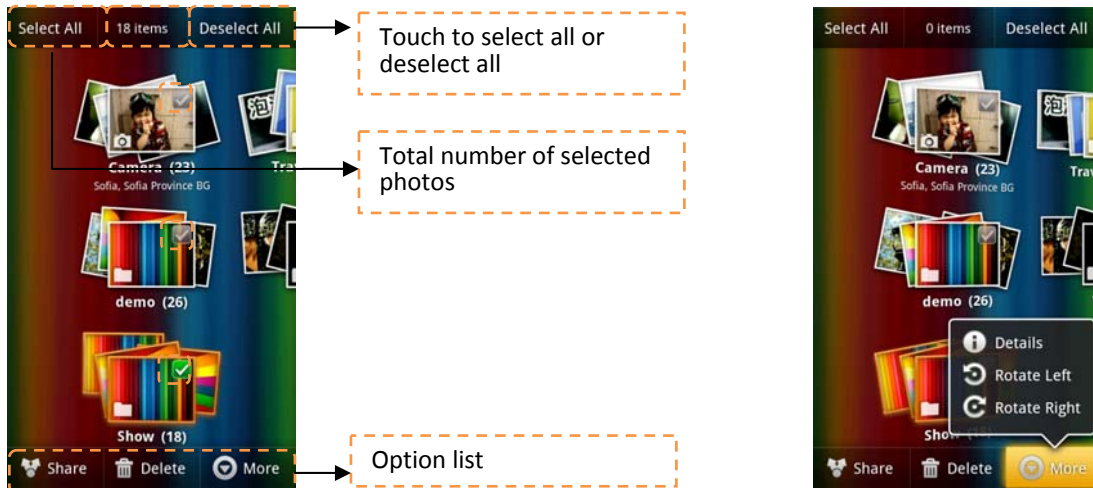 Select All
18 items
Deselect All
Touch to select all or
deselect all
泡
Camera (23)
Sofia, Sofia Province BG
Total number of selected
photos
demo (26)
Show (18)
Share
Delete
More
Option list
Select All
0 items
Deselect All
泡
Camera (23)
Sofia, Sofia Province BG
demo (26)
Details
Rotate Left
Rotate Right
Share
Delete
More